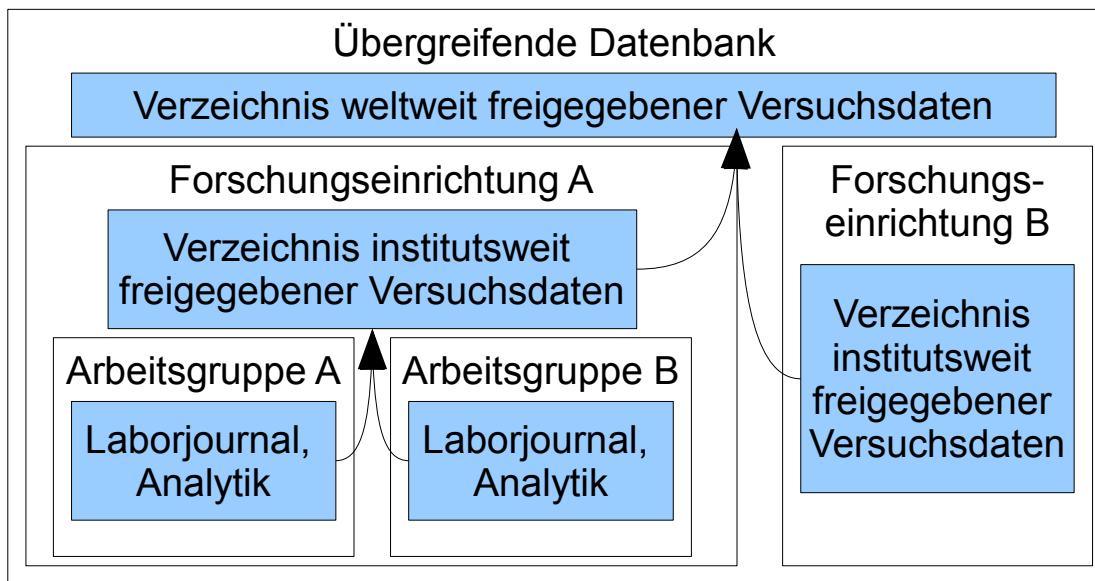 Übergreifende Datenbank
Verzeichnis weltweit freigegebener Versuchsdaten
Forschungseinrichtung A
Verzeichnis institutsweit
freigegebener Versuchsdaten
Arbeitsgruppe A
Laborjournal,
Analytik
Arbeitsgruppe B
Laborjournal,
Analytik
Forschungs-
einrichtung B
Verzeichnis
institutsweit
freigegebener
Versuchsdaten